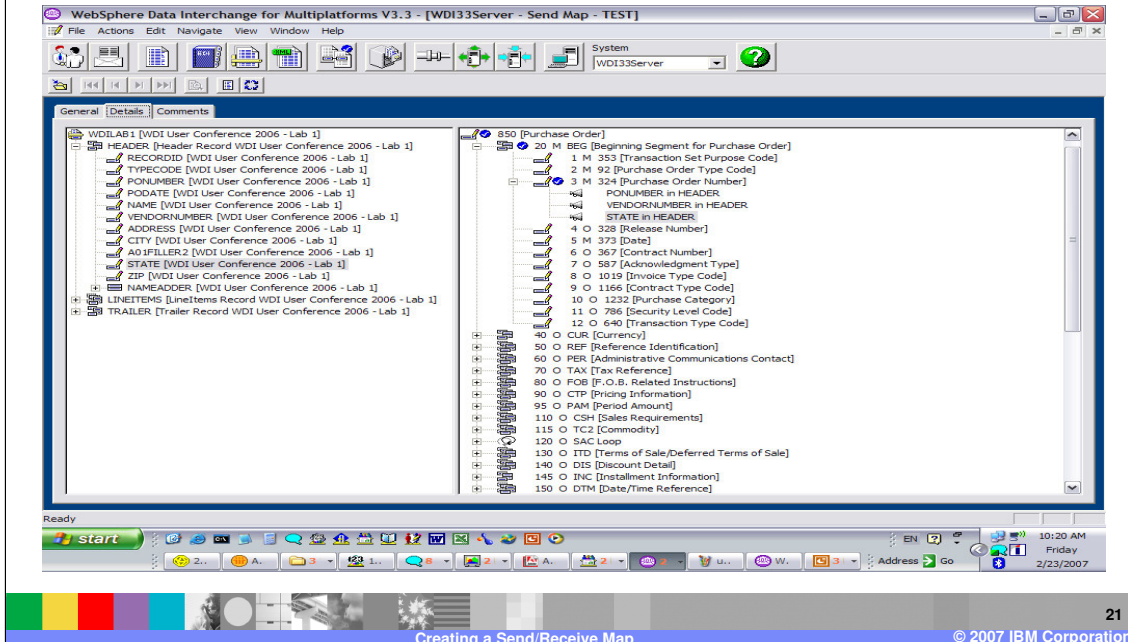 WebSphere Data Interchange for Multiplatforms V3.3 - [WDI33Server - Send Map - TEST]
File Actions Edit Navigate View Window Help
System
WDI33Server
General Details Comments
WDILAB1 [WDI User Conference 2006 - Lab 1]
HEADER [Header Record WDI User Conference 2006 - Lab 1]
RECORDID [WDI User Conference 2006 - Lab 1]
TYPECODE [WDI User Conference 2006 - Lab 1]
PONUMBER [WDI User Conference 2006 - Lab 1]
PODATE [WDI User Conference 2006 - Lab 1]
NAME [WDI User Conference 2006 - Lab 1]
VENDORNUMBER [WDI User Conference 2006 - Lab 1]
ADDRESS [WDI User Conference 2006 - Lab 1]
CITY [WDI User Conference 2006 - Lab 1]
A01FILLER2 [WDI User Conference 2006 - Lab 1]
STATE [WDI User Conference 2006 - Lab 1]
ZIP [WDI User Conference 2006 - Lab 1]
NAMEADDER [WDI User Conference 2006 - Lab 1]
LINEITEMS [LineItems Record WDI User Conference 2006 - Lab 1]
TRAILER [Trailer Record WDI User Conference 2006 - Lab 1]
850 [Purchase Order]
20 M BEG [Beginning Segment for Purchase Order]
1 M 353 [Transaction Set Purpose Code]
2 M 92 [Purchase Order Type Code]
3 M 324 [Purchase Order Number]
PONUMBER in HEADER
VENDORNUMBER in HEADER
STATE in HEADER
4 O 328 [Release Number]
5 M 373 [Date]
6 O 367 [Contract Number]
7 O 587 [Acknowledgment Type]
8 O 1019 [Invoice Type Code]
9 O 1166 [Contract Type Code]
10 O 1232 [Purchase Category]
11 O 786 [Security Level Code]
12 O 640 [Transaction Type Code]
40 O CUR [Currency]
50 O REF [Reference Identification]
60 O PER [Administrative Communications Contact]
70 O TAX [Tax Reference]
80 O FOB [F.O.B. Related Instructions]
90 O CTP [Pricing Information]
95 O PAM [Period Amount]
110 O CSH [Sales Requirements]
115 O TC2 [Commodity]
120 O SAC Loop
130 O ITD [Terms of Sale/Deferred Terms of Sale]
140 O DIS [Discount Detail]
145 O INC [Installment Information]
150 O DTM [Date/Time Reference]
Ready
start
EN
10:20 AM
2.. A.. 3 1.. 8 2 A. 2 2 u.. W. 3 Address Go
Friday
2/23/2007
21
Creating a Send/Receive Map
© 2007 IBM Corporation